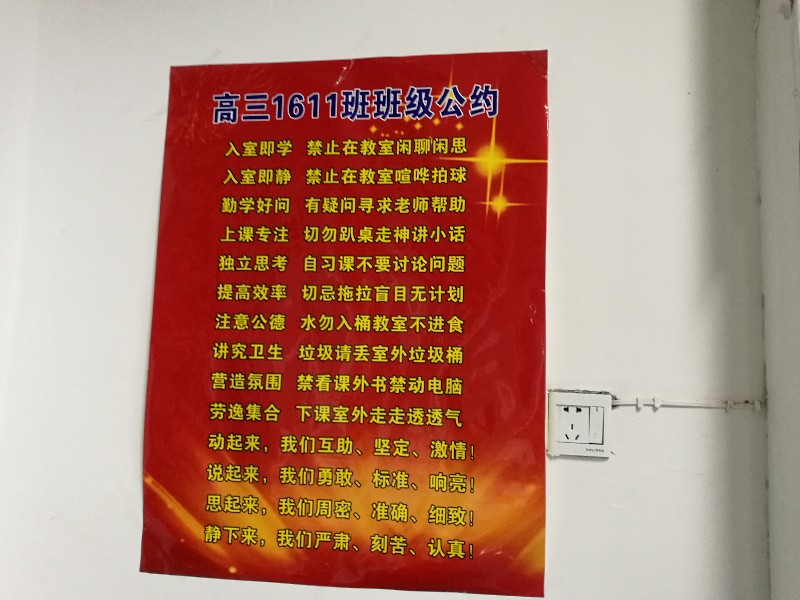 高三1611班班级公约
入室即学 禁止在教室闲聊闲思
入室即静 禁止在教室喧哗拍球
勤学好问 有疑问寻求老师帮助
上课专注 切勿趴桌走神讲小话
独立思考 自习课不要讨论问题
提高效率 切忌拖拉盲目无计划
注意公德 水勿入桶教室不进食
讲究卫生 垃圾请丢室外垃圾桶
营造氛围 禁看课外书禁动电脑
劳逸集合 下课室外走走透透气
动起来，我们互助、坚定、激情！
说起来，我们勇敢、标准、响亮！
思起来，我们周密、准确、细致！
静下来，我们严肃、刻苦、认真！